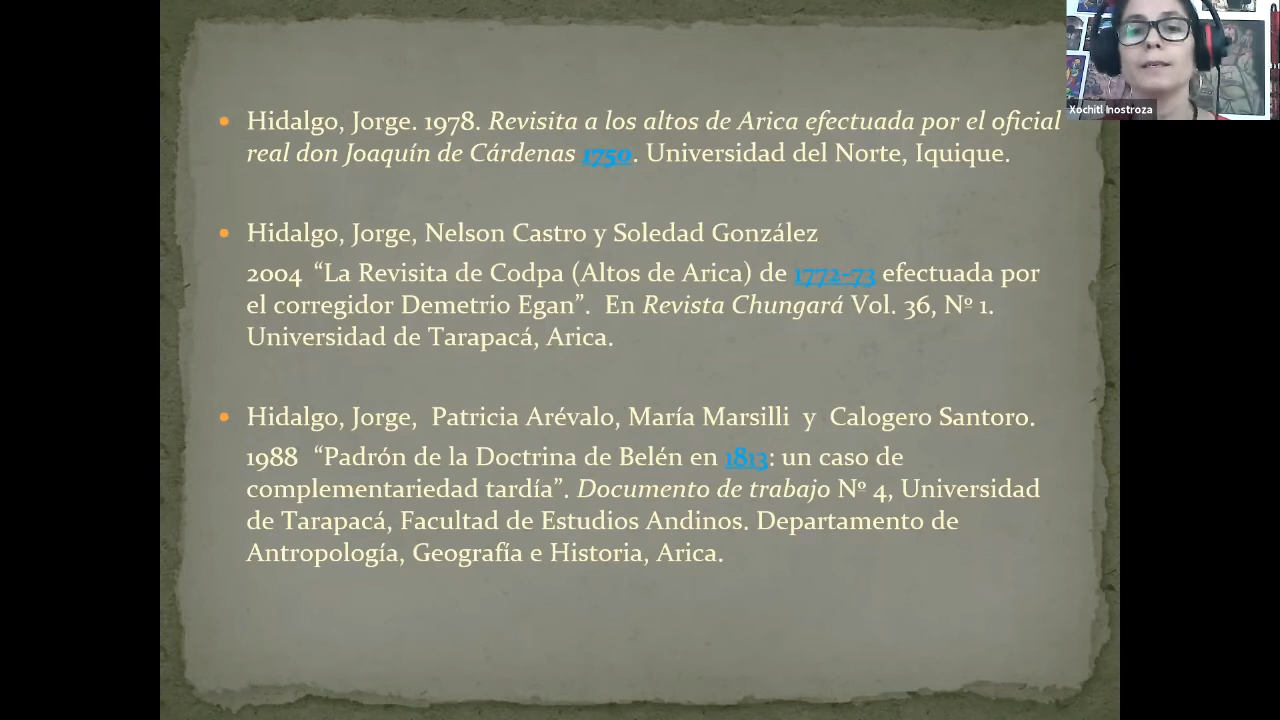 Xochitl Inostroza
• Hidalgo, Jorge. 1978. Revisita a los altos de Arica efectuada por el oficial
real don Joaquín de Cárdenas 1750. Universidad del Norte, Iquique.
• Hidalgo, Jorge, Nelson Castro y Soledad González
2004 “La Revisita de Codpa (Altos de Arica) de 1772-73 efectuada por
el corregidor Demetrio Egan”. En Revista Chungará Vol. 36, Nº 1.
Universidad de Tarapacá, Arica.
• Hidalgo, Jorge, Patricia Arévalo, María Marsilli y Calogero Santoro.
1988 “Padrón de la Doctrina de Belén en 1813: un caso de
complementariedad tardía”. Documento de trabajo Nº 4, Universidad
de Tarapacá, Facultad de Estudios Andinos. Departamento de
Antropología, Geografía e Historia, Arica.